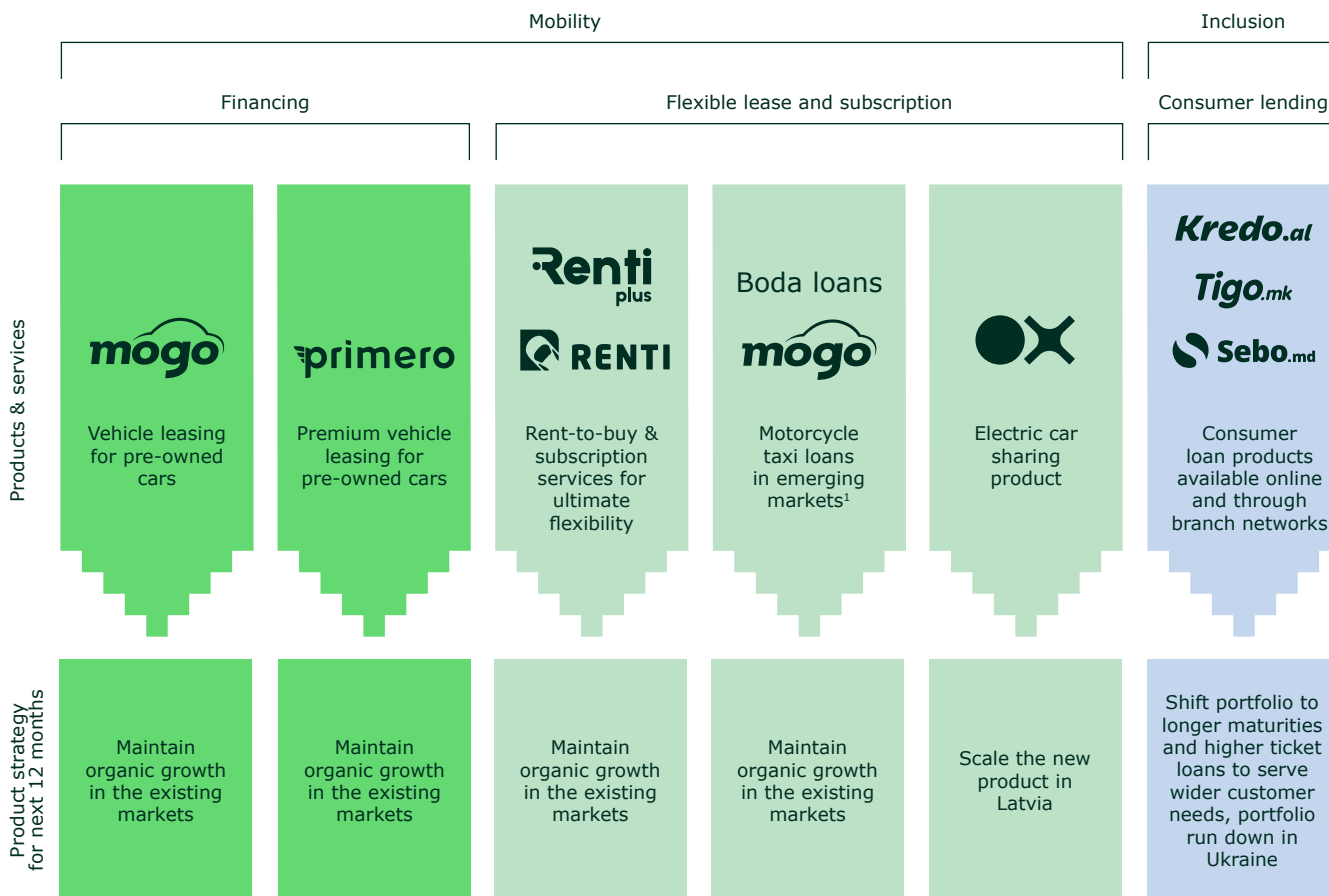 Mobility
Inclusion
Financing
Flexible lease and subscription
Consumer lending
Products & services
mogo
Vehicle leasing
for pre-owned
cars
primero
Premium vehicle
leasing for
pre-owned cars
Renti
plus
RENTI
Rent-to-buy &
subscription
services for
ultimate
flexibility
Boda loans
mogo
Motorcycle
taxi loans
in emerging
markets¹
OX
Electric car
sharing
product
Kredo.al
Tigo.mk
Sebo.md
Consumer
loan products
available online
and through
branch networks
Product strategy
for next 12 months
Maintain
organic growth
in the existing
markets
Maintain
organic growth
in the existing
markets
Maintain
organic growth
in the existing
markets
Maintain
organic growth
in the existing
markets
Scale the new
product in
Latvia
Shift portfolio to
longer maturities
and higher ticket
loans to serve
wider customer
needs, portfolio
run down in
Ukraine